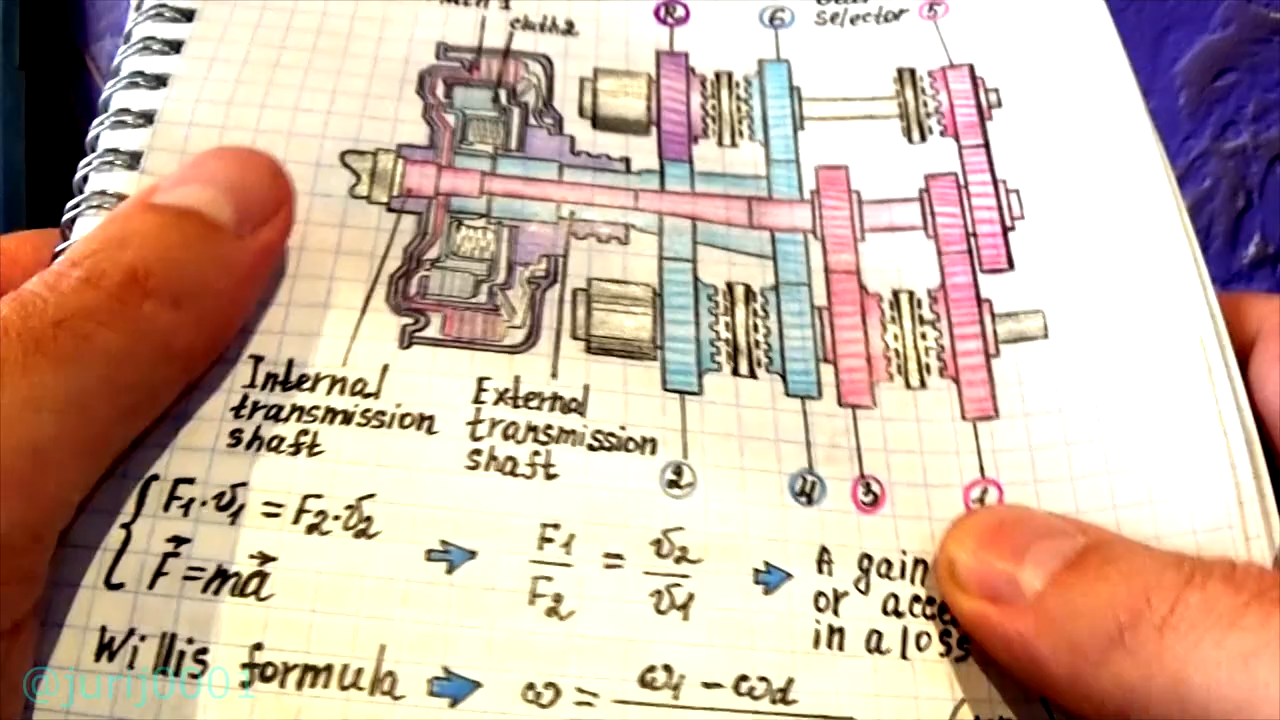 clutch2
R
6
selector
5
Internal
transmission
shaft
External
transmission
shaft
2
4
3
1
F₁·v₁ = F₂·v₂
F⃗ = ma⃗
F₁/F₂ = v₂/v₁
A gain
or
in a loss
Willis formula
ω = ω₁ - ωd
@jurij0001